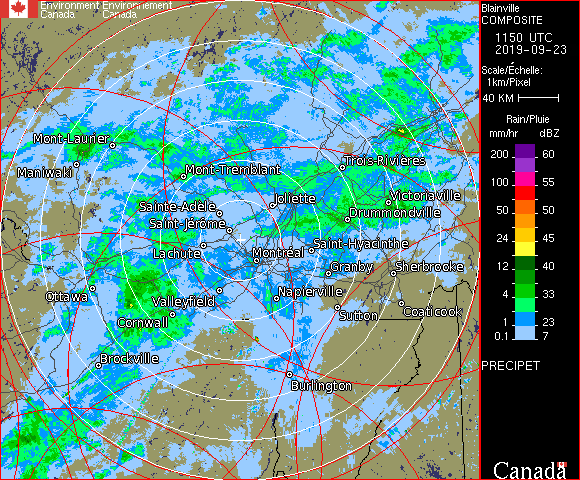 Environment Environnement
Canada Canada
Blainville
COMPOSITE
1150 UTC
2019-09-23
Scale/Échelle:
1km/Pixel
40 KM
Rain/Pluie
mm/hr dBZ
200 60
100 55
50 50
24 45
12 40
4 33
1 23
0.1 7
PRECIPET
Canada
Mont-Laurier
Maniwaki
Mont-Tremblant
Trois-Rivières
Sainte-Adele
Joliette
Victoriaville
Saint-Jérôme
Drummondville
Lachute
Montréal
Saint-Hyacinthe
Granby
Sherbrooke
Ottawa
Valleyfield
Napierville
Cornwall
Sutton
Coaticook
Brockville
Burlington